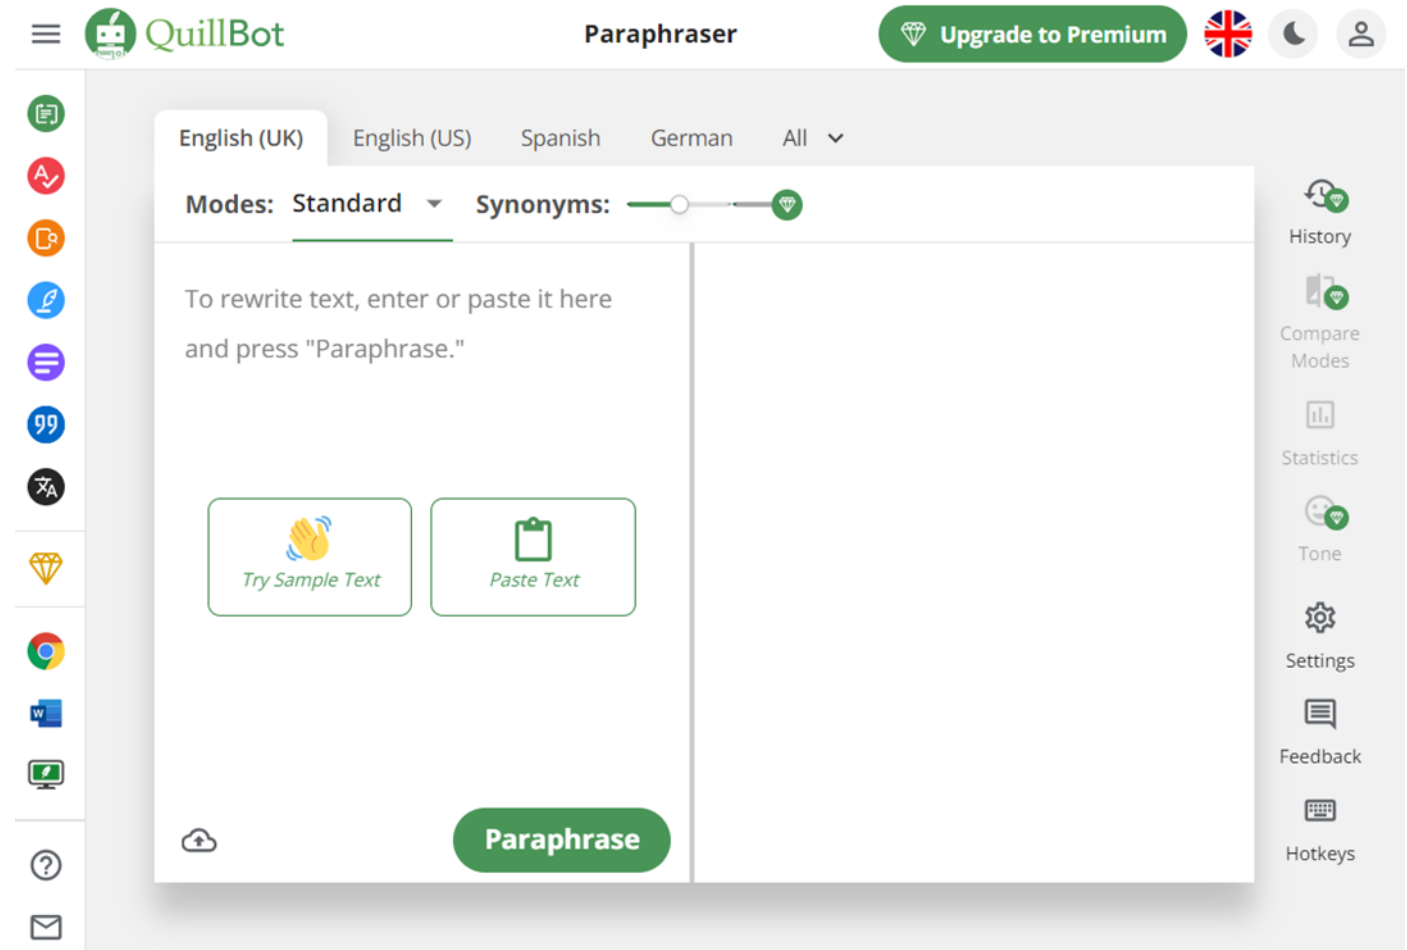 QuillBot
Paraphraser
Upgrade to Premium
English (UK)
English (US)
Spanish
German
All
Modes: Standard
Synonyms:
To rewrite text, enter or paste it here
and press "Paraphrase."
Try Sample Text
Paste Text
Paraphrase
History
Compare
Modes
Statistics
Tone
Settings
Feedback
Hotkeys